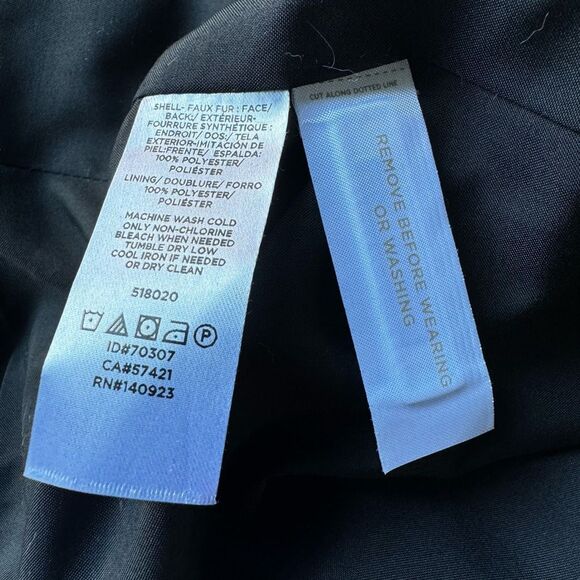 SHELL- FAUX FUR : FACE/
BACK:/ EXTÉRIEUR-
FOURRURE SYNTHÉTIQUE :
ENDROIT/ DOS:/ TELA
EXTERIOR-IMITACIÓN DE
PIEL:FRENTE/ ESPALDA:
100% POLYESTER/
POLIÉSTER
LINING/ DOUBLURE/ FORRO
100% POLYESTER/
POLIÉSTER
MACHINE WASH COLD
ONLY NON-CHLORINE
BLEACH WHEN NEEDED
TUMBLE DRY LOW
COOL IRON IF NEEDED
OR DRY CLEAN
518020
P
ID#70307
CA#57421
RN#140923
CUT ALONG DOTTED LINE
REMOVE BEFORE WEARING
OR WASHING